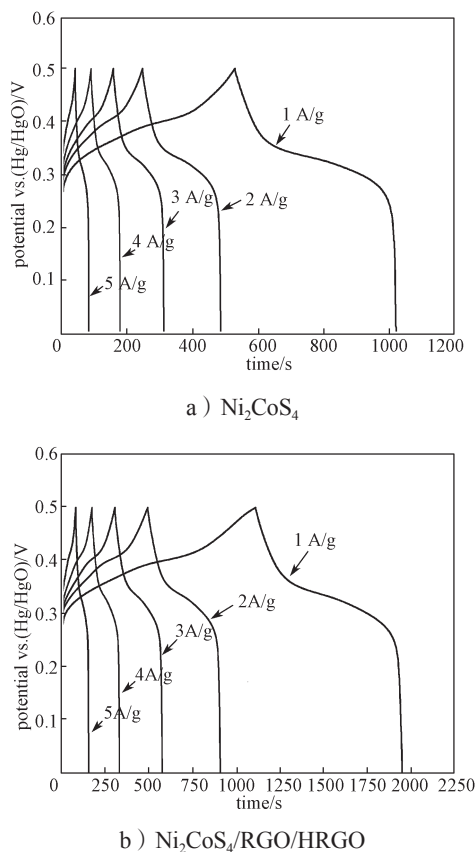 0.6
0.5
0.4
0.3
0.2
0.1
potential vs.(Hg/HgO)/V
1 A/g
2 A/g
3 A/g
4 A/g
5 A/g
0 200 400 600 800 1000 1200
time/s
a）Ni₂CoS₄
0.6
0.5
0.4
0.3
0.2
0.1
potential vs.(Hg/HgO)/V
1 A/g
2A/g
3A/g
4A/g
5A/g
0 250 500 750 1000 1250 1500 1750 2000 2250
time/s
b）Ni₂CoS₄/RGO/HRGO